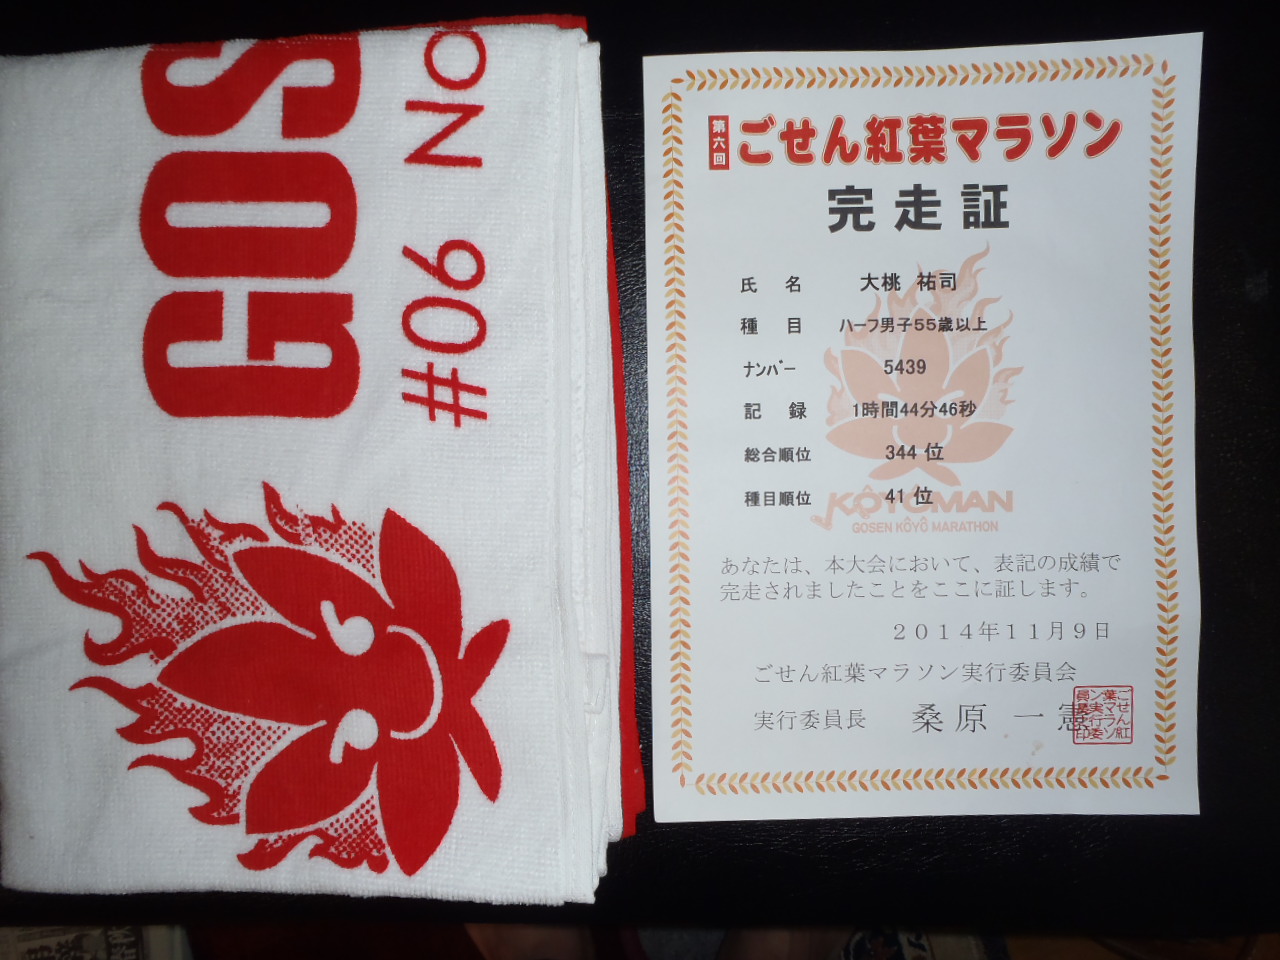 GOS
#06 No
第六回
ごせん紅葉マラソン
完走証
氏名 大桃 祐司
種目 ハーフ男子55歳以上
ナンバー 5439
記録 1時間44分46秒
総合順位 344 位
種目順位 41 位
KŌYŌMAN
GOSEN KŌYŌ MARATHON
あなたは、本大会において、表記の成績で
完走されましたことをここに証します。
2014年11月9日
ごせん紅葉マラソン実行委員会
実行委員長 桑原 一憲